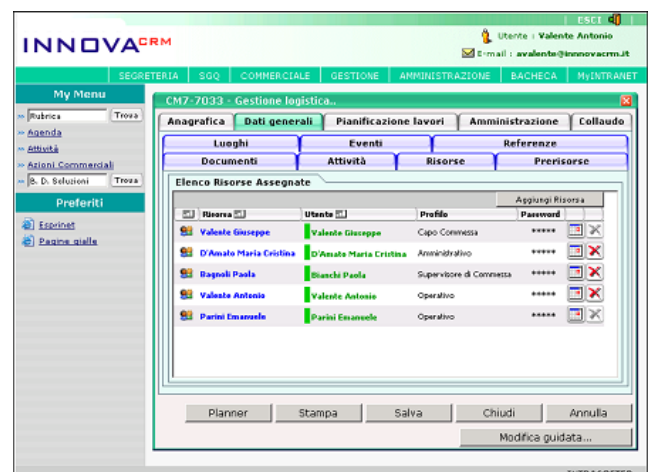 ESCI
INNOVACRM
Utente : Valente Antonio
E-mail : avalente@innnovacrm.it
SEGRETERIA SGQ COMMERCIALE GESTIONE AMMINISTRAZIONE BACHECA MyINTRANET
My Menu
Rubrica Trova
Agenda
Attività
Azioni Commerciali
B. D. Soluzioni Trova
Preferiti
Esprinet
Pagine gialle
CM7-7033 - Gestione logistica..
Anagrafica Dati generali Pianificazione lavori Amministrazione Collaudo
Luoghi Eventi Referenze
Documenti Attività Risorse Prerisorse
Elenco Risorse Assegnate
Aggiungi Risorsa
Risorsa Utente Profilo Password
Valente Giuseppe Valente Giuseppe Capo Commessa *****
D'Amato Maria Cristina D'Amato Maria Cristina Amministrativo *****
Bagnoli Paola Bianchi Paola Supervisore di Commessa *****
Valente Antonio Valente Antonio Operativo *****
Parini Emanuele Parini Emanuele Operativo *****
Planner Stampa Salva Chiudi Annulla
Modifica guidata...